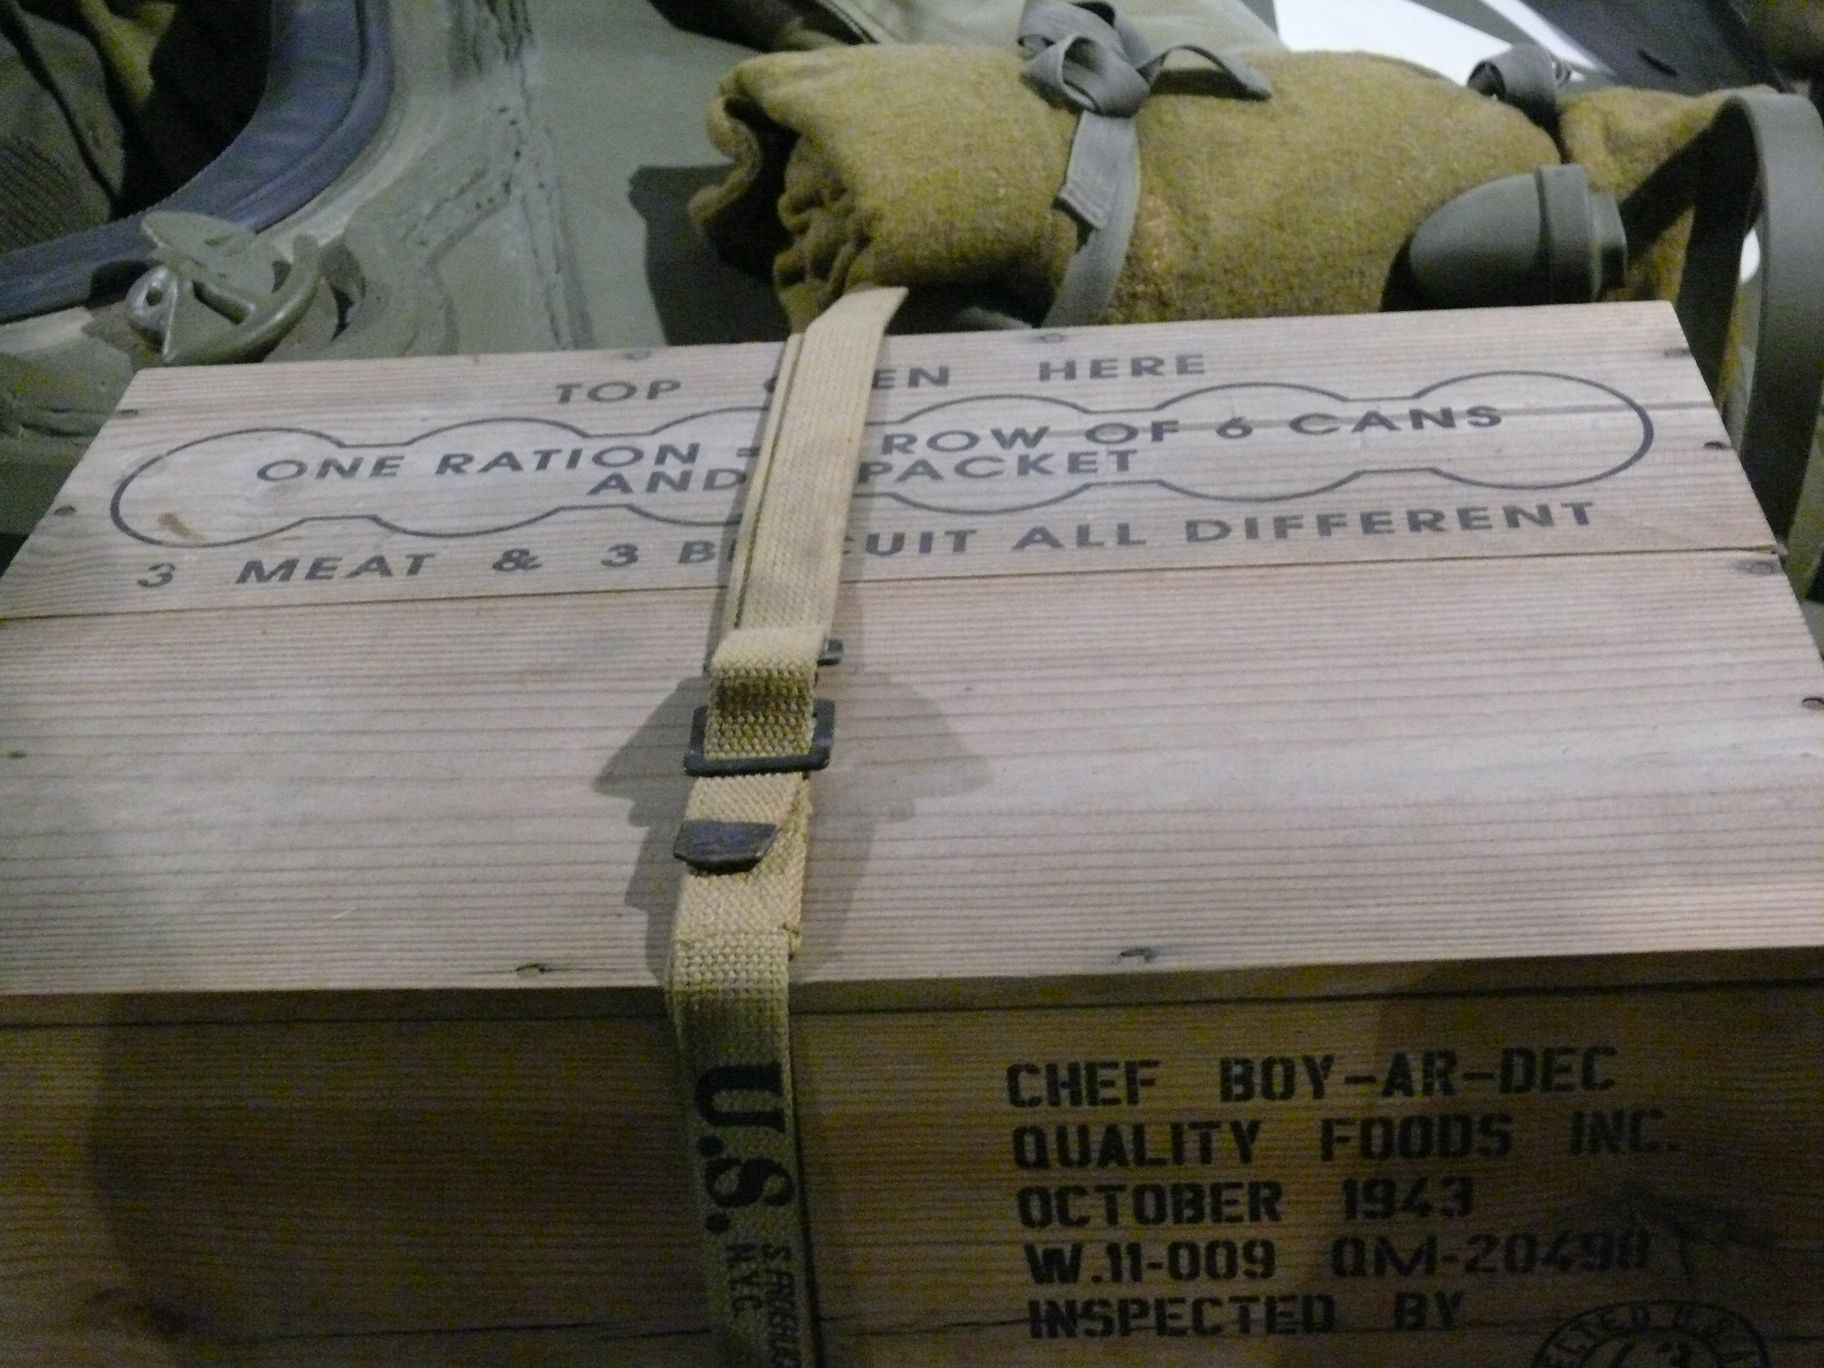 TOP HERE
ONE RATION - ROW OF 6 CANS
AND PACKET
3 MEAT & 3 ALL DIFFERENT
CHEF BOY-AR-DEC
QUALITY FOODS INC.
OCTOBER 1943
W.11-009 QM-20498
INSPECTED BY
U.S.
N.Y.C.